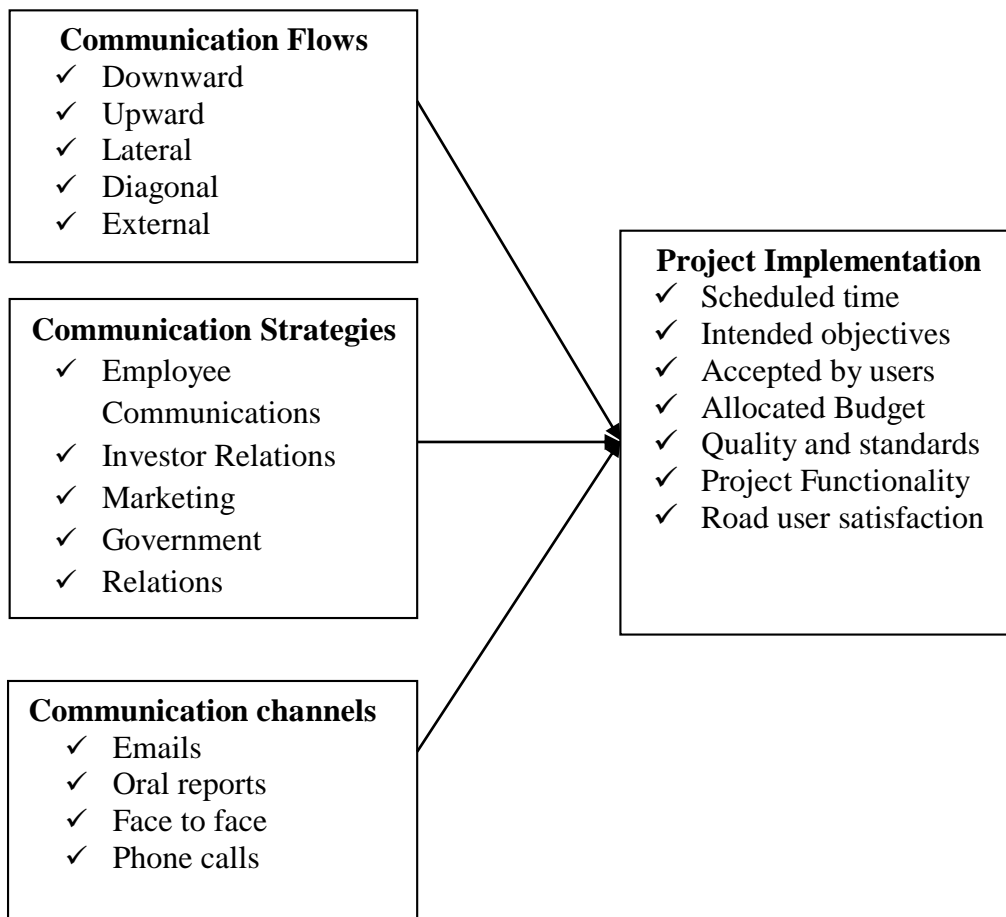 Communication Flows
✓ Downward
✓ Upward
✓ Lateral
✓ Diagonal
✓ External
Communication Strategies
✓ Employee
Communications
✓ Investor Relations
✓ Marketing
✓ Government
✓ Relations
Communication channels
✓ Emails
✓ Oral reports
✓ Face to face
✓ Phone calls
Project Implementation
✓ Scheduled time
✓ Intended objectives
✓ Accepted by users
✓ Allocated Budget
✓ Quality and standards
✓ Project Functionality
✓ Road user satisfaction